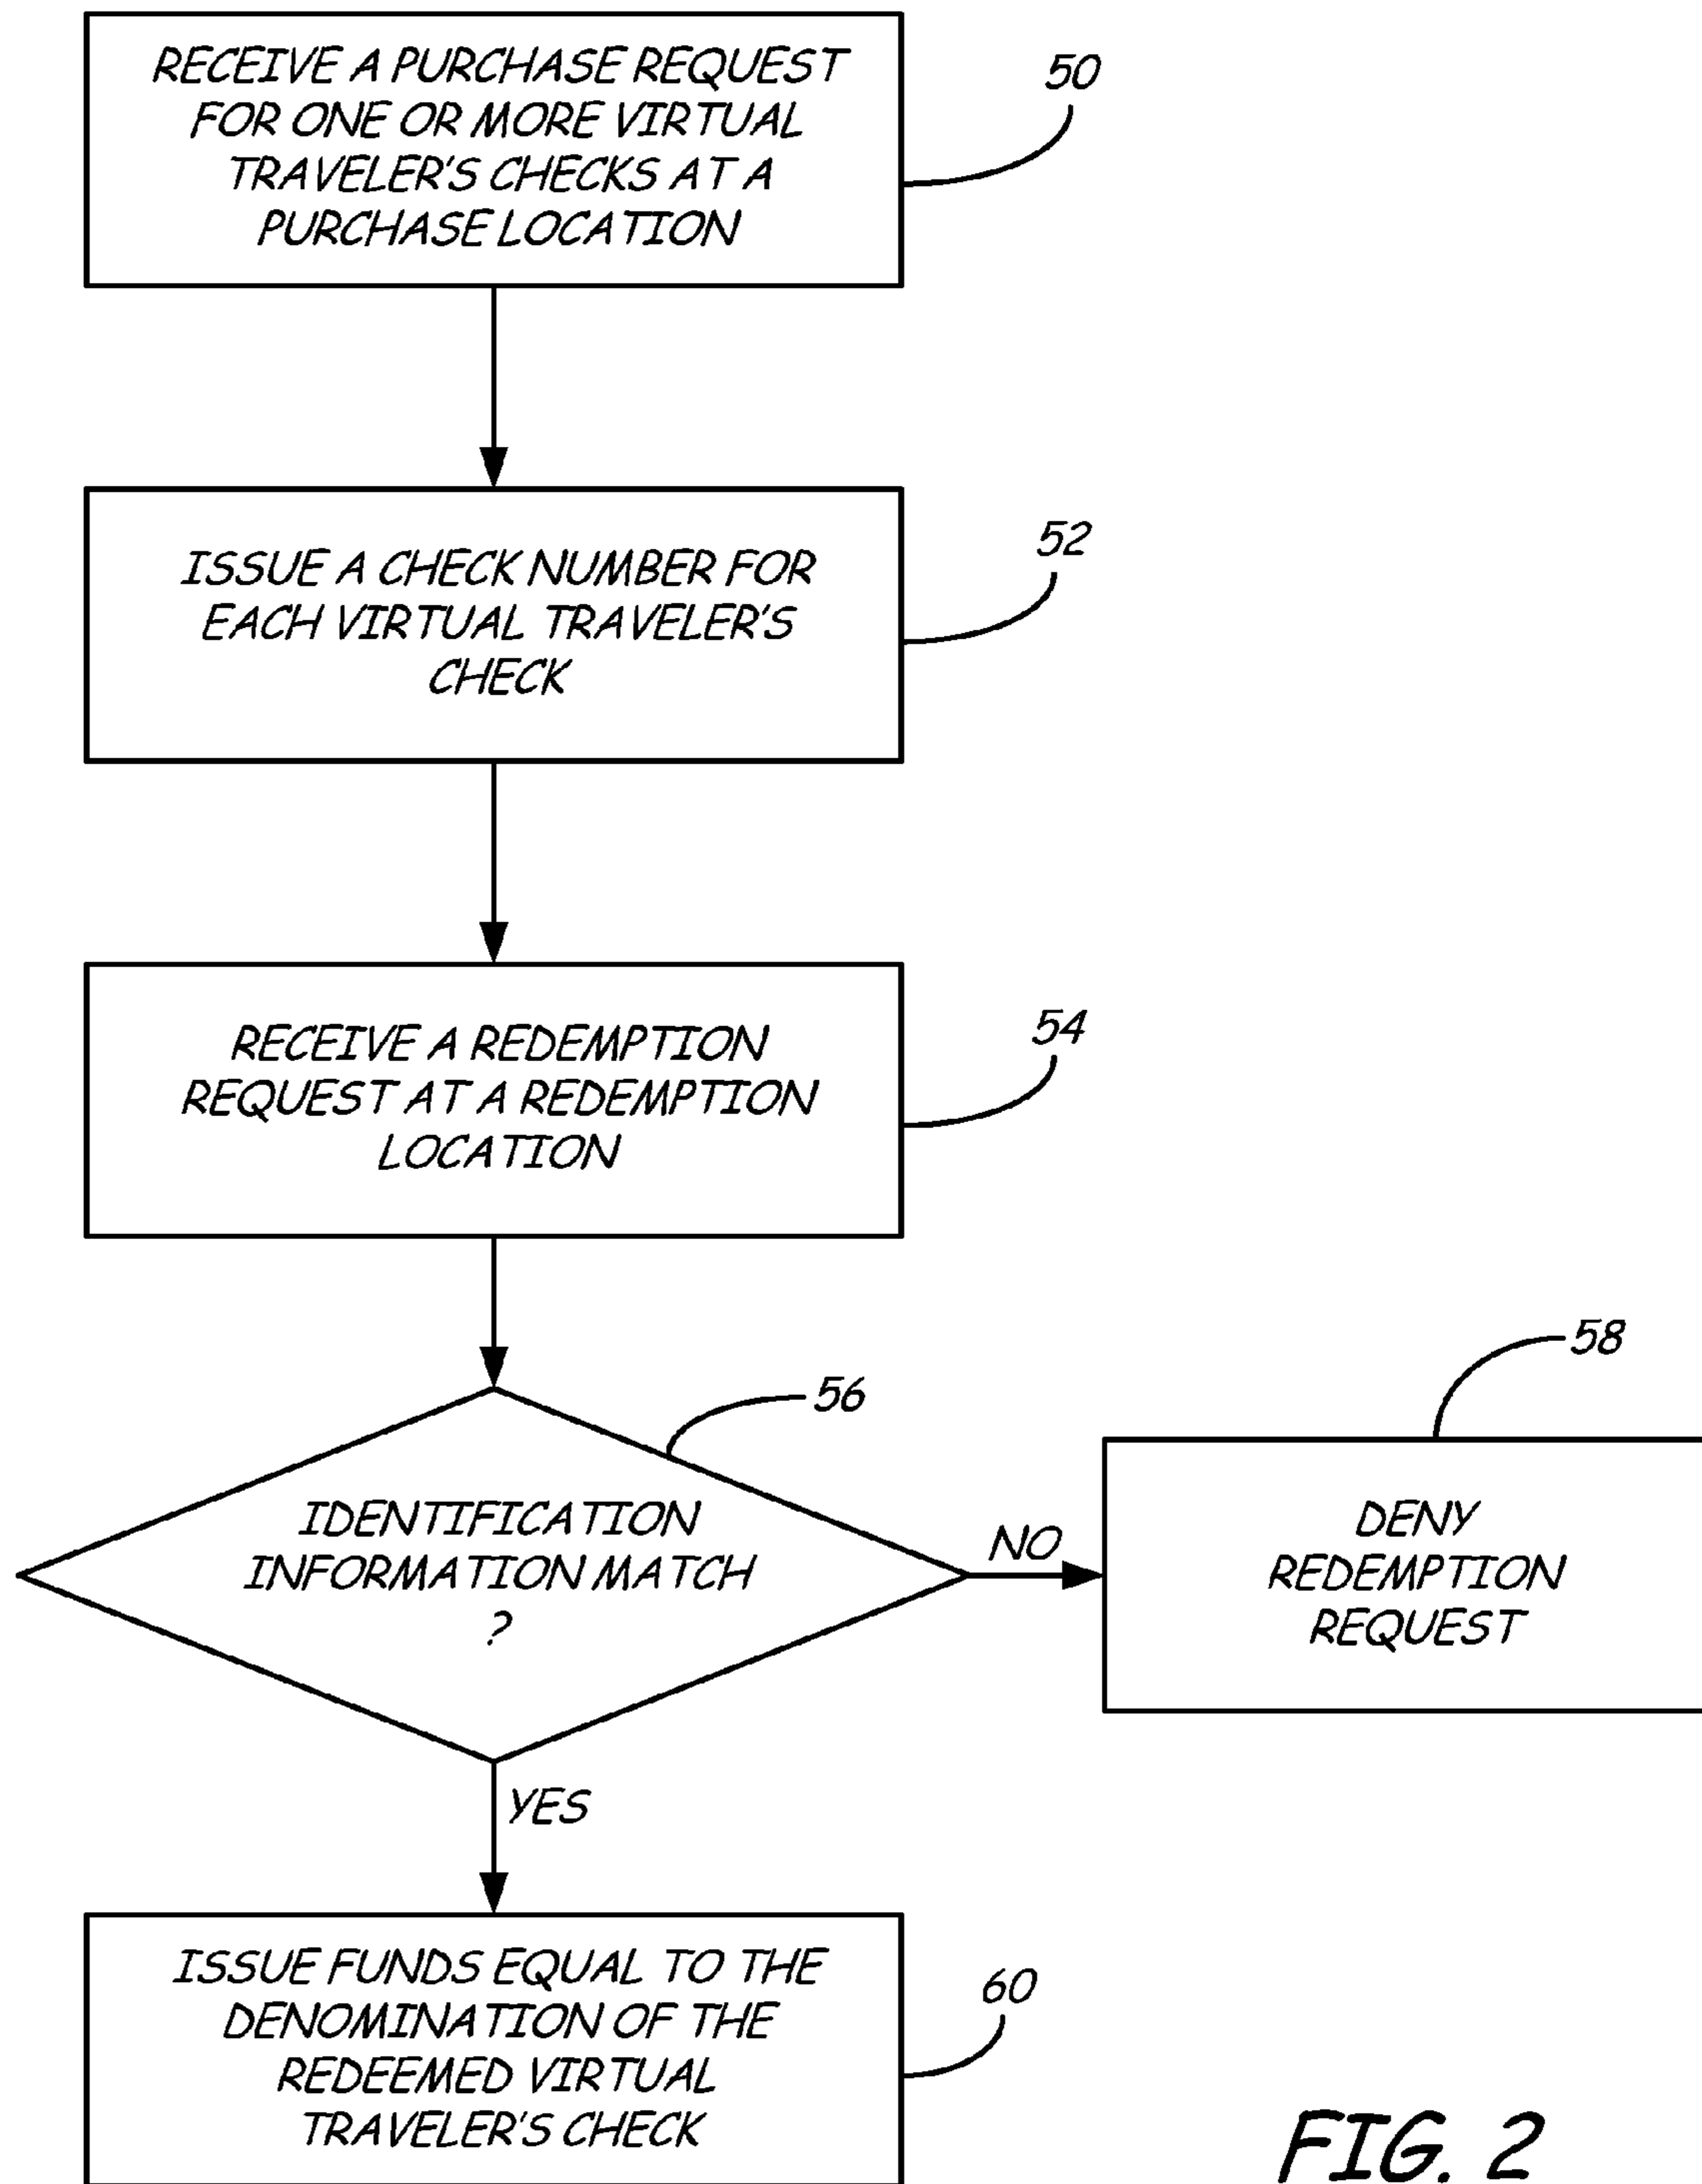 RECEIVE A PURCHASE REQUEST
FOR ONE OR MORE VIRTUAL
TRAVELER'S CHECKS AT A
PURCHASE LOCATION
50
ISSUE A CHECK NUMBER FOR
EACH VIRTUAL TRAVELER'S
CHECK
52
RECEIVE A REDEMPTION
REQUEST AT A REDEMPTION
LOCATION
54
IDENTIFICATION
INFORMATION MATCH
?
56
NO
DENY
REDEMPTION
REQUEST
58
YES
ISSUE FUNDS EQUAL TO THE
DENOMINATION OF THE
REDEEMED VIRTUAL
TRAVELER'S CHECK
60
FIG. 2